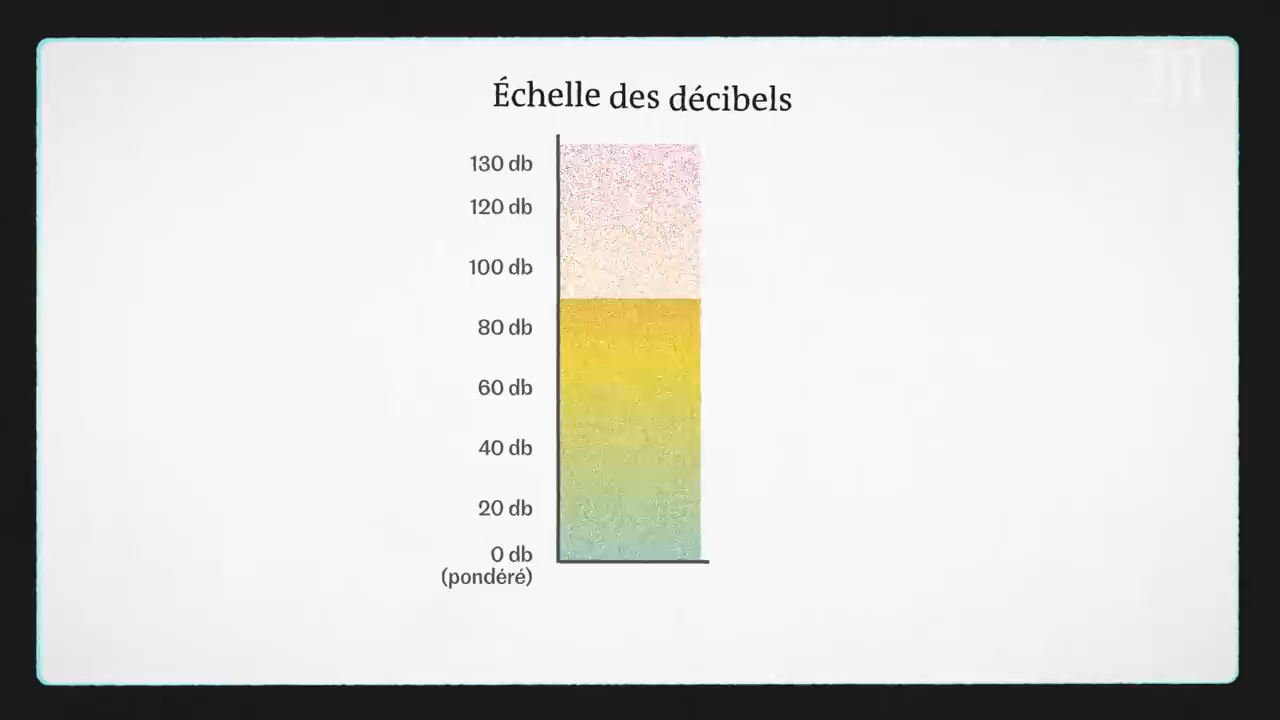 Échelle des décibels
130 db
120 db
100 db
80 db
60 db
40 db
20 db
0 db
(pondéré)